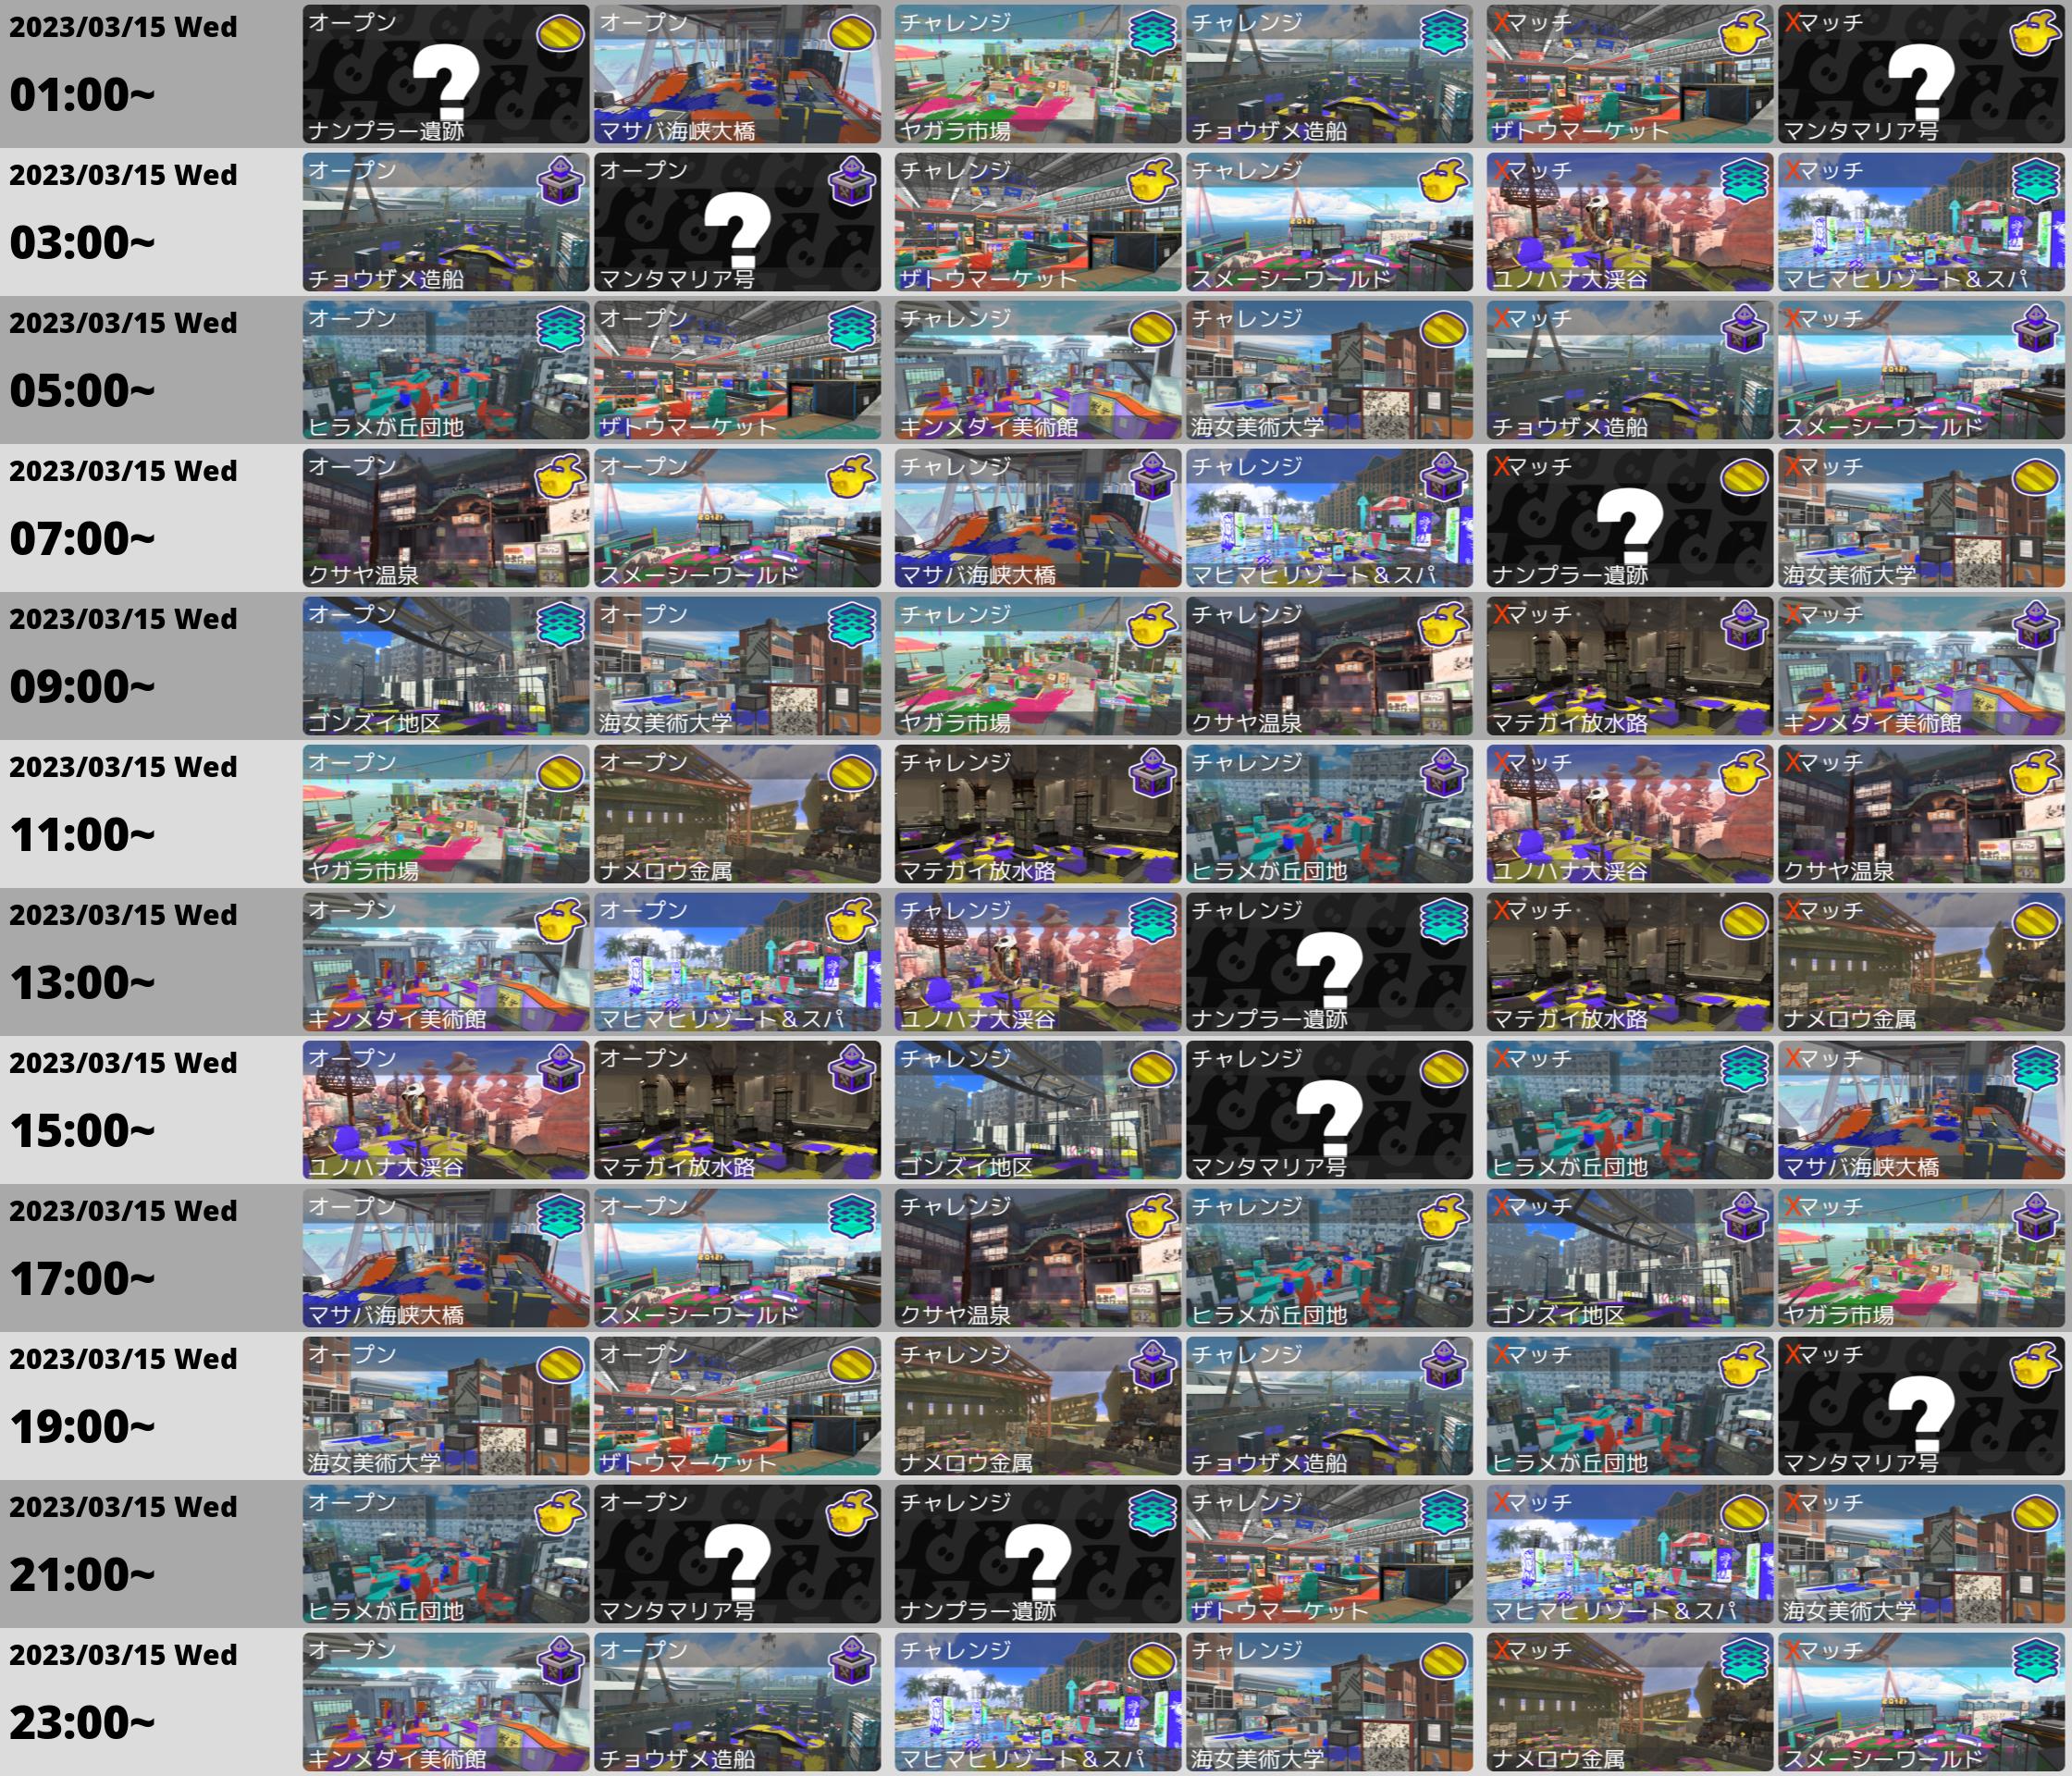 2023/03/15 Wed
01:00~
オープン
ナンプラー遺跡
オープン
マサバ海峡大橋
チャレンジ
ヤガラ市場
チャレンジ
チョウザメ造船
Xマッチ
ザトウマーケット
Xマッチ
マンタマリア号
2023/03/15 Wed
03:00~
オープン
チョウザメ造船
オープン
マンタマリア号
チャレンジ
ザトウマーケット
チャレンジ
スメーシーワールド
Xマッチ
ユノハナ大渓谷
Xマッチ
マヒマヒリゾート＆スパ
2023/03/15 Wed
05:00~
オープン
ヒラメが丘団地
オープン
ザトウマーケット
チャレンジ
キンメダイ美術館
チャレンジ
海女美術大学
Xマッチ
チョウザメ造船
Xマッチ
スメーシーワールド
2023/03/15 Wed
07:00~
オープン
クサヤ温泉
オープン
スメーシーワールド
チャレンジ
マサバ海峡大橋
チャレンジ
マヒマヒリゾート＆スパ
Xマッチ
ナンプラー遺跡
Xマッチ
海女美術大学
2023/03/15 Wed
09:00~
オープン
ゴンズイ地区
オープン
海女美術大学
チャレンジ
ヤガラ市場
チャレンジ
クサヤ温泉
Xマッチ
マテガイ放水路
Xマッチ
キンメダイ美術館
2023/03/15 Wed
11:00~
オープン
ヤガラ市場
オープン
ナメロウ金属
チャレンジ
マテガイ放水路
チャレンジ
ヒラメが丘団地
Xマッチ
ユノハナ大渓谷
Xマッチ
クサヤ温泉
2023/03/15 Wed
13:00~
オープン
キンメダイ美術館
オープン
マヒマヒリゾート＆スパ
チャレンジ
ユノハナ大渓谷
チャレンジ
ナンプラー遺跡
Xマッチ
マテガイ放水路
Xマッチ
ナメロウ金属
2023/03/15 Wed
15:00~
オープン
ユノハナ大渓谷
オープン
マテガイ放水路
チャレンジ
ゴンズイ地区
チャレンジ
マンタマリア号
Xマッチ
ヒラメが丘団地
Xマッチ
マサバ海峡大橋
2023/03/15 Wed
17:00~
オープン
マサバ海峡大橋
オープン
スメーシーワールド
チャレンジ
クサヤ温泉
チャレンジ
ヒラメが丘団地
Xマッチ
ゴンズイ地区
Xマッチ
ヤガラ市場
2023/03/15 Wed
19:00~
オープン
海女美術大学
オープン
ザトウマーケット
チャレンジ
ナメロウ金属
チャレンジ
チョウザメ造船
Xマッチ
ヒラメが丘団地
Xマッチ
マンタマリア号
2023/03/15 Wed
21:00~
オープン
ヒラメが丘団地
オープン
マンタマリア号
チャレンジ
ナンプラー遺跡
チャレンジ
ザトウマーケット
Xマッチ
マヒマヒリゾート＆スパ
Xマッチ
海女美術大学
2023/03/15 Wed
23:00~
オープン
キンメダイ美術館
オープン
チョウザメ造船
チャレンジ
マヒマヒリゾート＆スパ
チャレンジ
海女美術大学
Xマッチ
ナメロウ金属
Xマッチ
スメーシーワールド